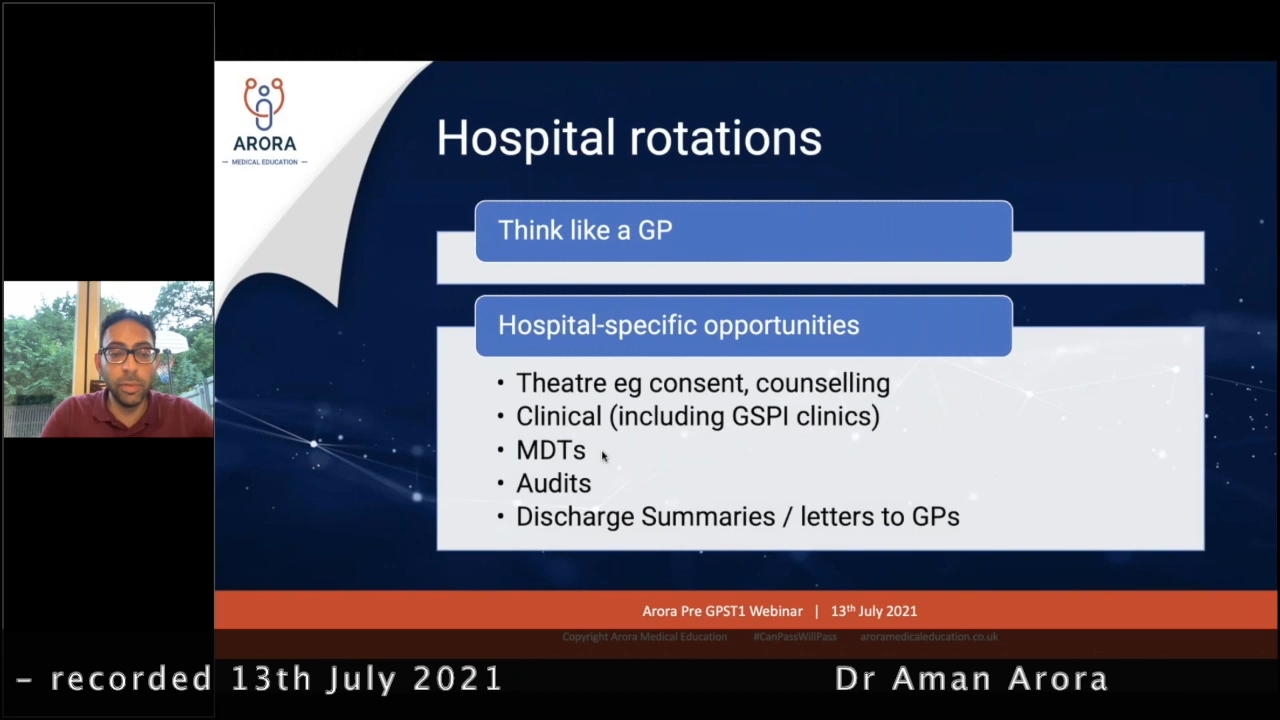 ARORA
MEDICAL EDUCATION
Hospital rotations
Think like a GP
Hospital-specific opportunities
• Theatre eg consent, counselling
• Clinical (including GSPI clinics)
• MDTs
• Audits
• Discharge Summaries / letters to GPs
Arora Pre GPST1 Webinar | 13th July 2021
Copyright Arora Medical Education #CanPassWillPass aroramedicaleducation.co.uk
– recorded 13th July 2021 Dr Aman Arora